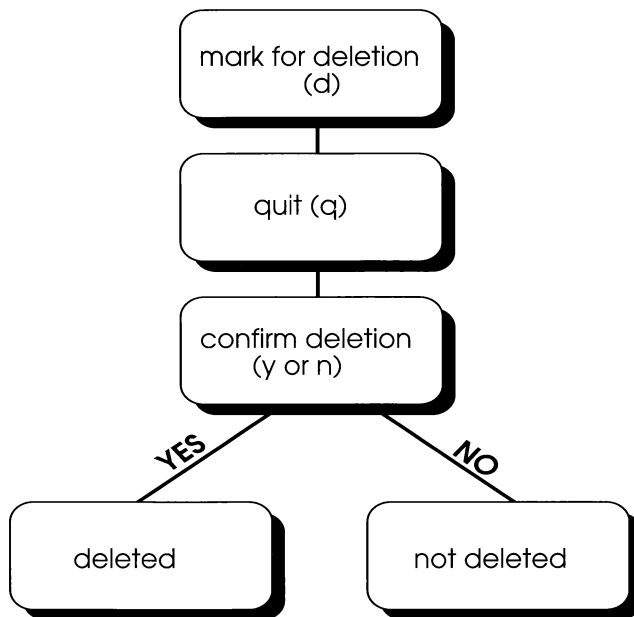 mark for deletion
(d)
quit (q)
confirm deletion
(y or n)
YES
NO
deleted
not deleted